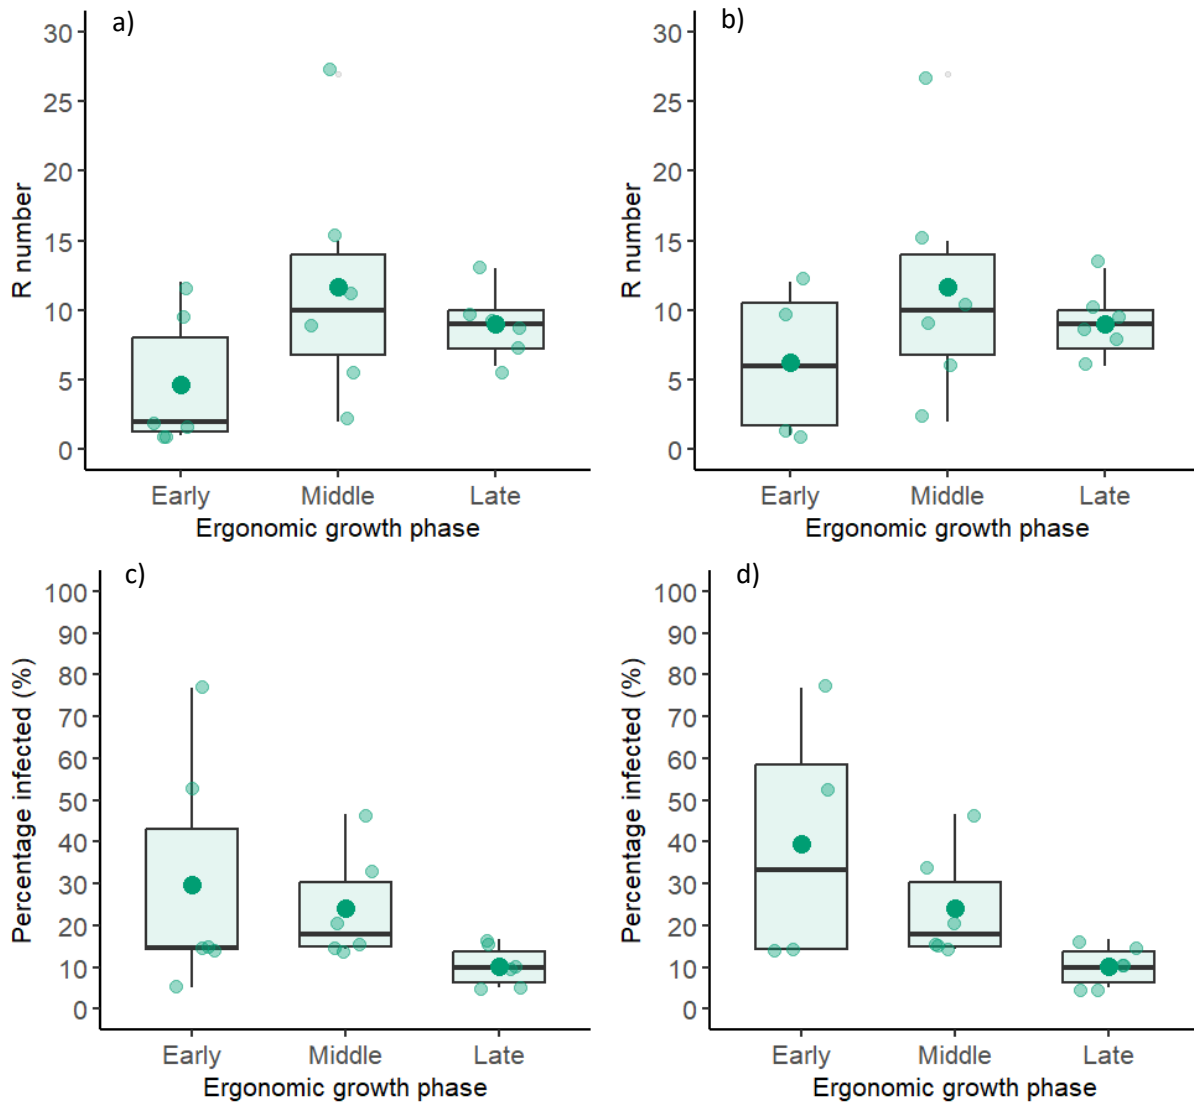 a)
30
25
20
15
10
5
0
R number
Early Middle Late
Ergonomic growth phase
b)
30
25
20
15
10
5
0
R number
Early Middle Late
Ergonomic growth phase
c)
100
90
80
70
60
50
40
30
20
10
0
Percentage infected (%)
Early Middle Late
Ergonomic growth phase
d)
100
90
80
70
60
50
40
30
20
10
0
Percentage infected (%)
Early Middle Late
Ergonomic growth phase